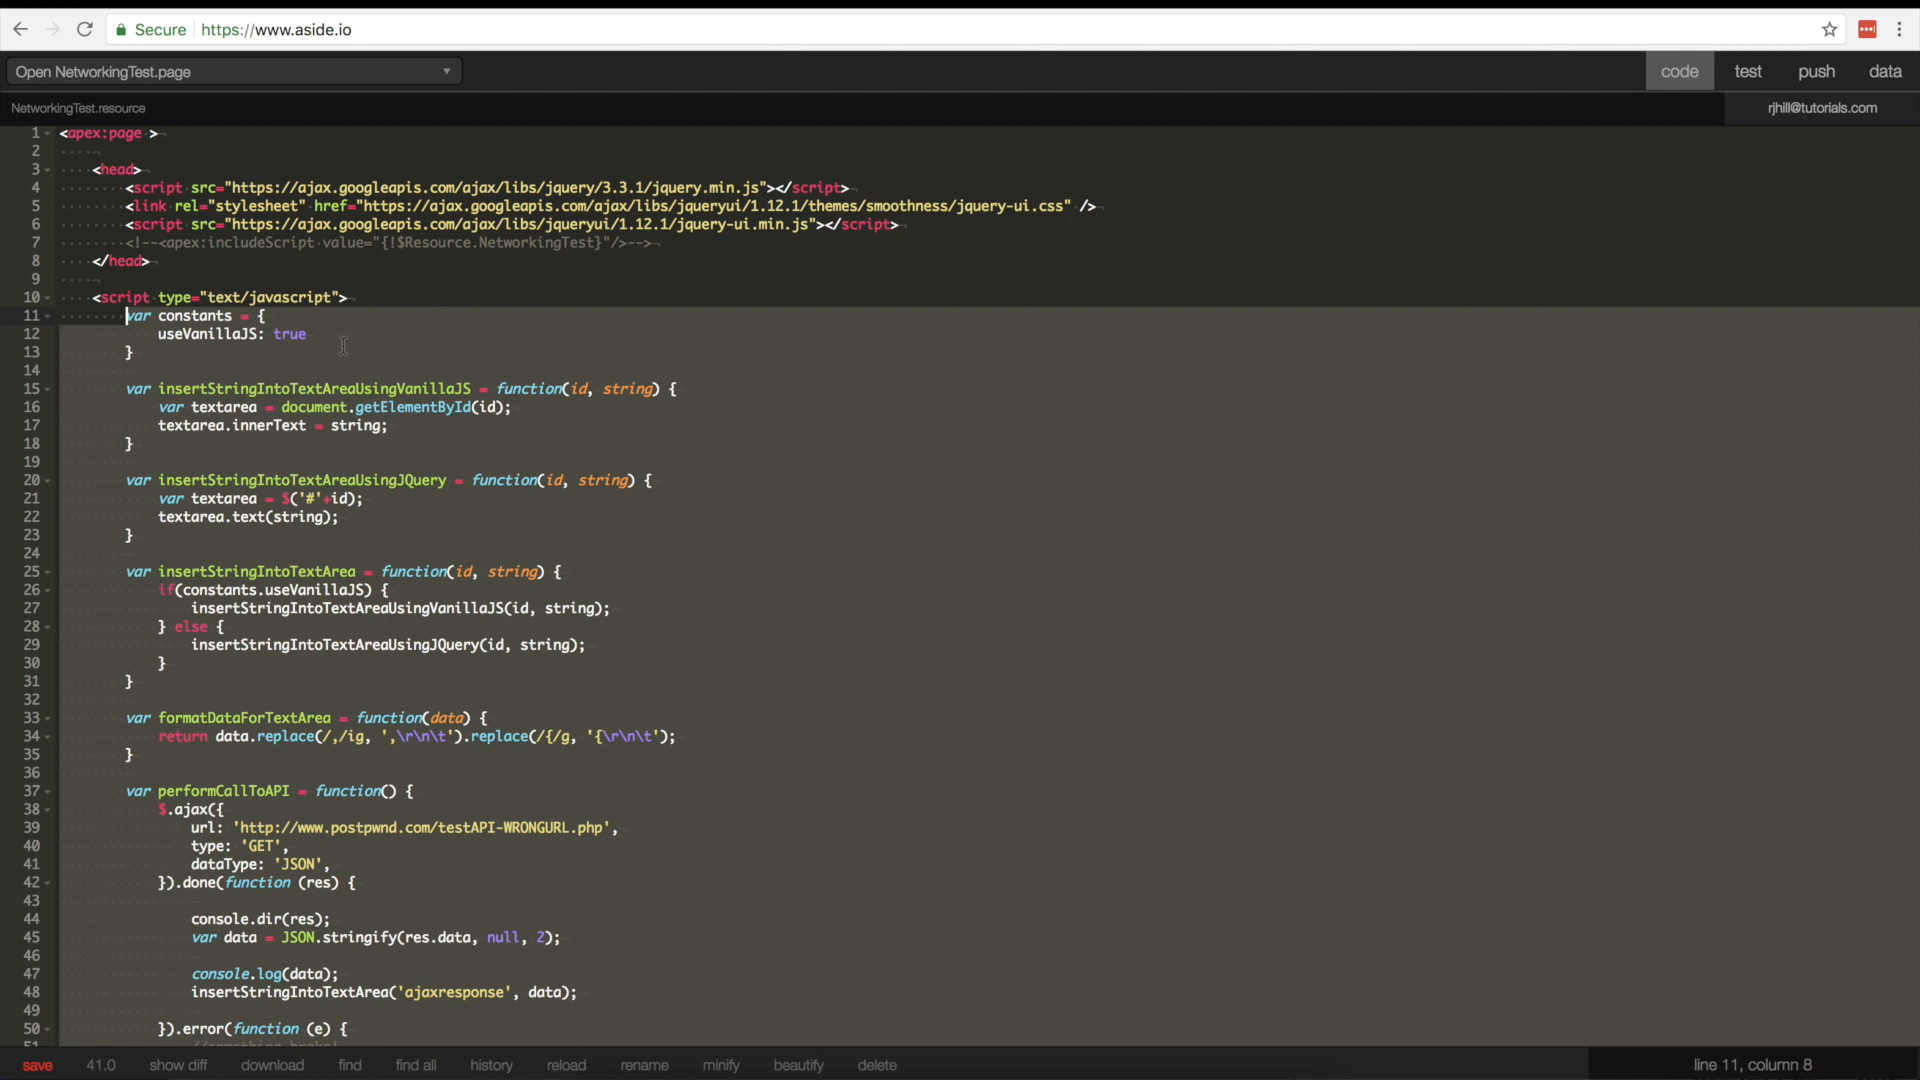 Secure https://www.aside.io
Open NetworkingTest.page
code test push data
NetworkingTest.resource
rjhill@tutorials.com
1 <apex:page >
2
3 <head>
4 <script src="https://ajax.googleapis.com/ajax/libs/jquery/3.3.1/jquery.min.js"></script>
5 <link rel="stylesheet" href="https://ajax.googleapis.com/ajax/libs/jqueryui/1.12.1/themes/smoothness/jquery-ui.css" />
6 <script src="https://ajax.googleapis.com/ajax/libs/jqueryui/1.12.1/jquery-ui.min.js"></script>
7 <!--<apex:includeScript value="{!$Resource.NetworkingTest}"/>-->
8 </head>
9
10 <script type="text/javascript">
11 var constants = {
12 useVanillaJS: true
13 }
14
15 var insertStringIntoTextAreaUsingVanillaJS = function(id, string) {
16 var textarea = document.getElementById(id);
17 textarea.innerText = string;
18 }
19
20 var insertStringIntoTextAreaUsingJQuery = function(id, string) {
21 var textarea = $('#'+id);
22 textarea.text(string);
23 }
24
25 var insertStringIntoTextArea = function(id, string) {
26 if(constants.useVanillaJS) {
27 insertStringIntoTextAreaUsingVanillaJS(id, string);
28 } else {
29 insertStringIntoTextAreaUsingJQuery(id, string);
30 }
31 }
32
33 var formatDataForTextArea = function(data) {
34 return data.replace(/,/ig, ',\r\n\t').replace(/{/g, '{\r\n\t');
35 }
36
37 var performCallToAPI = function() {
38 $.ajax({
39 url: 'http://www.postpwnd.com/testAPI-WRONGURL.php',
40 type: 'GET',
41 dataType: 'JSON',
42 }).done(function (res) {
43
44 console.dir(res);
45 var data = JSON.stringify(res.data, null, 2);
46
47 console.log(data);
48 insertStringIntoTextArea('ajaxresponse', data);
49
50 }).error(function (e) {
51 //something broke!
save 41.0 show diff download find find all history reload rename minify beautify delete
line 11, column 8